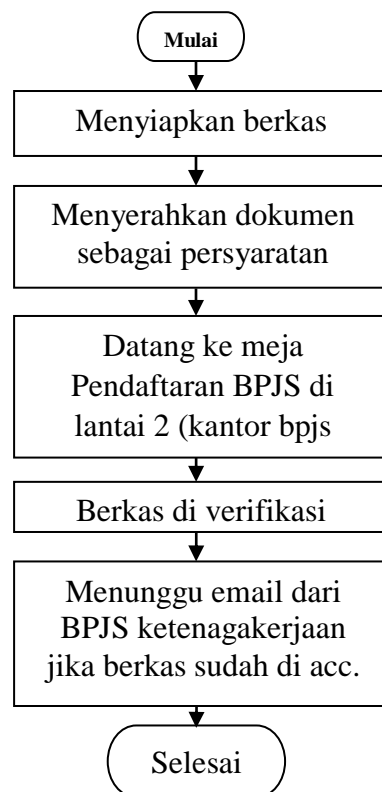 Mulai
Menyiapkan berkas
Menyerahkan dokumen
sebagai persyaratan
Datang ke meja
Pendaftaran BPJS di
lantai 2 (kantor bpjs
Berkas di verifikasi
Menunggu email dari
BPJS ketenagakerjaan
jika berkas sudah di acc.
Selesai